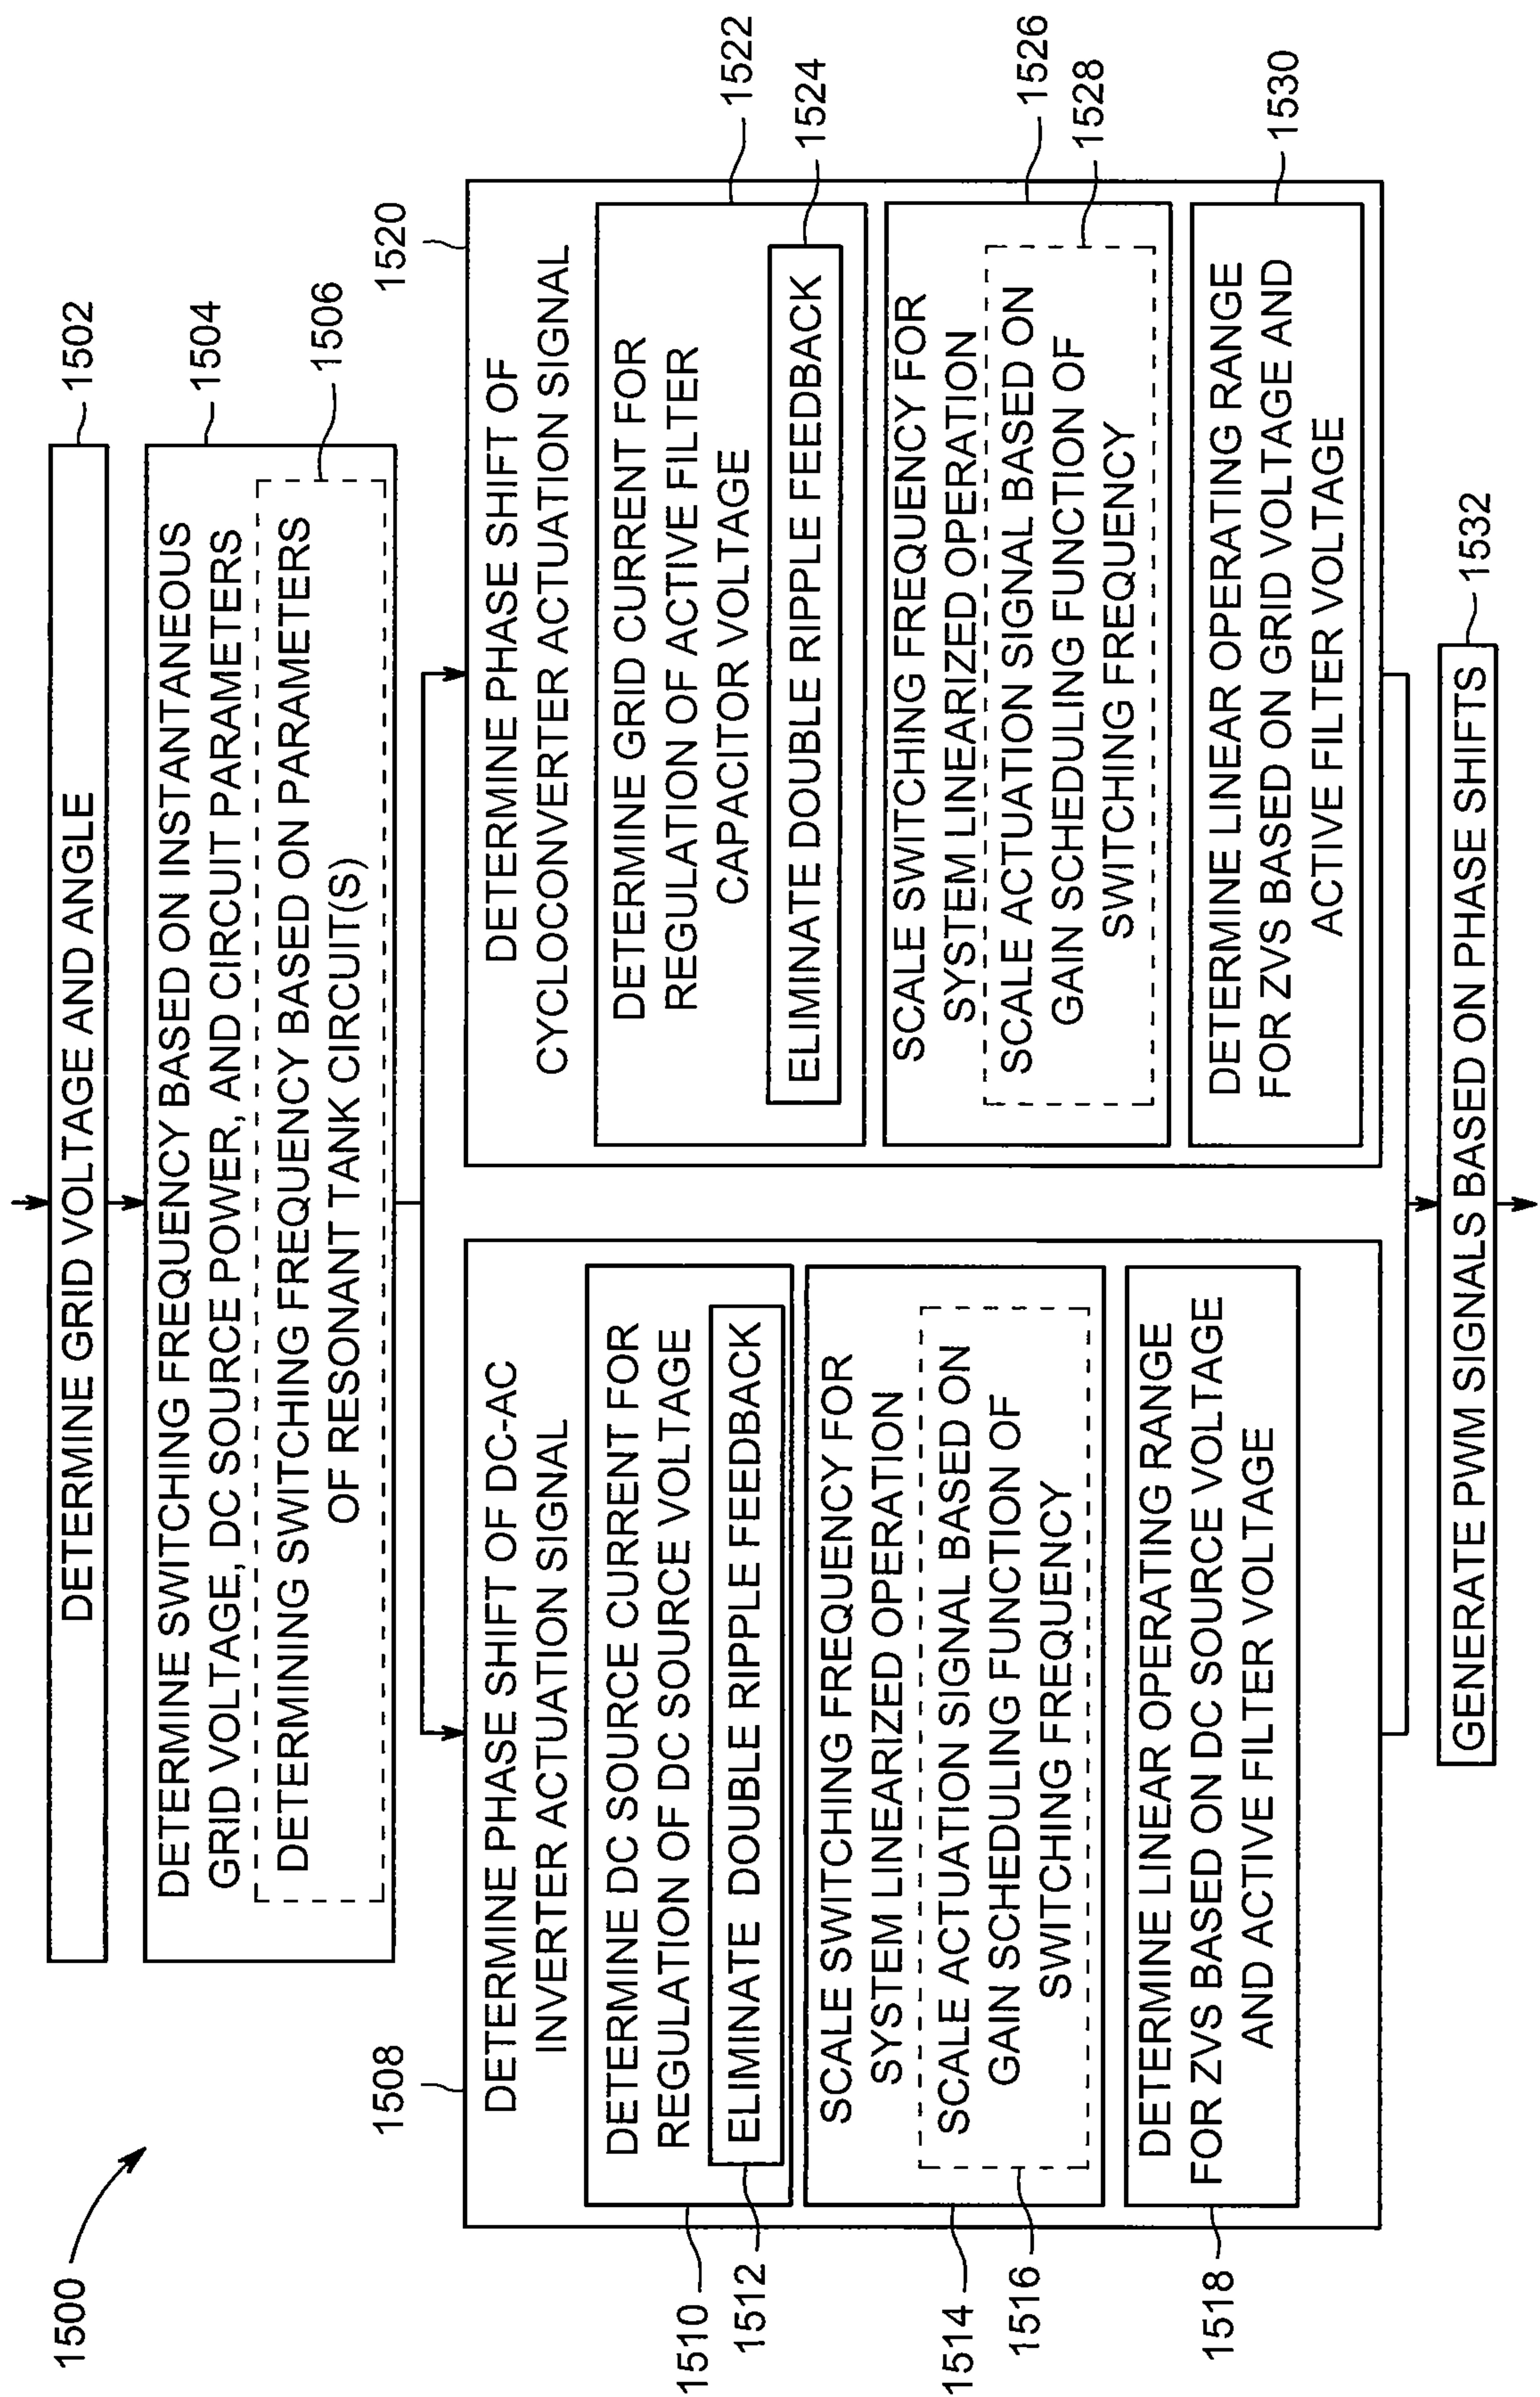 1500
DETERMINE GRID VOLTAGE AND ANGLE
1502
DETERMINE SWITCHING FREQUENCY BASED ON INSTANTANEOUS
GRID VOLTAGE, DC SOURCE POWER, AND CIRCUIT PARAMETERS
1504
DETERMINING SWITCHING FREQUENCY BASED ON PARAMETERS
OF RESONANT TANK CIRCUIT(S)
1506
1508
DETERMINE PHASE SHIFT OF DC-AC
INVERTER ACTUATION SIGNAL
DETERMINE DC SOURCE CURRENT FOR
REGULATION OF DC SOURCE VOLTAGE
1510
ELIMINATE DOUBLE RIPPLE FEEDBACK
1512
SCALE SWITCHING FREQUENCY FOR
SYSTEM LINEARIZED OPERATION
1514
SCALE ACTUATION SIGNAL BASED ON
GAIN SCHEDULING FUNCTION OF
SWITCHING FREQUENCY
1516
DETERMINE LINEAR OPERATING RANGE
FOR ZVS BASED ON DC SOURCE VOLTAGE
AND ACTIVE FILTER VOLTAGE
1518
1520
DETERMINE PHASE SHIFT OF
CYCLOCONVERTER ACTUATION SIGNAL
DETERMINE GRID CURRENT FOR
REGULATION OF ACTIVE FILTER
CAPACITOR VOLTAGE
1522
ELIMINATE DOUBLE RIPPLE FEEDBACK
1524
SCALE SWITCHING FREQUENCY FOR
SYSTEM LINEARIZED OPERATION
1526
SCALE ACTUATION SIGNAL BASED ON
GAIN SCHEDULING FUNCTION OF
SWITCHING FREQUENCY
1528
DETERMINE LINEAR OPERATING RANGE
FOR ZVS BASED ON GRID VOLTAGE AND
ACTIVE FILTER VOLTAGE
1530
GENERATE PWM SIGNALS BASED ON PHASE SHIFTS
1532